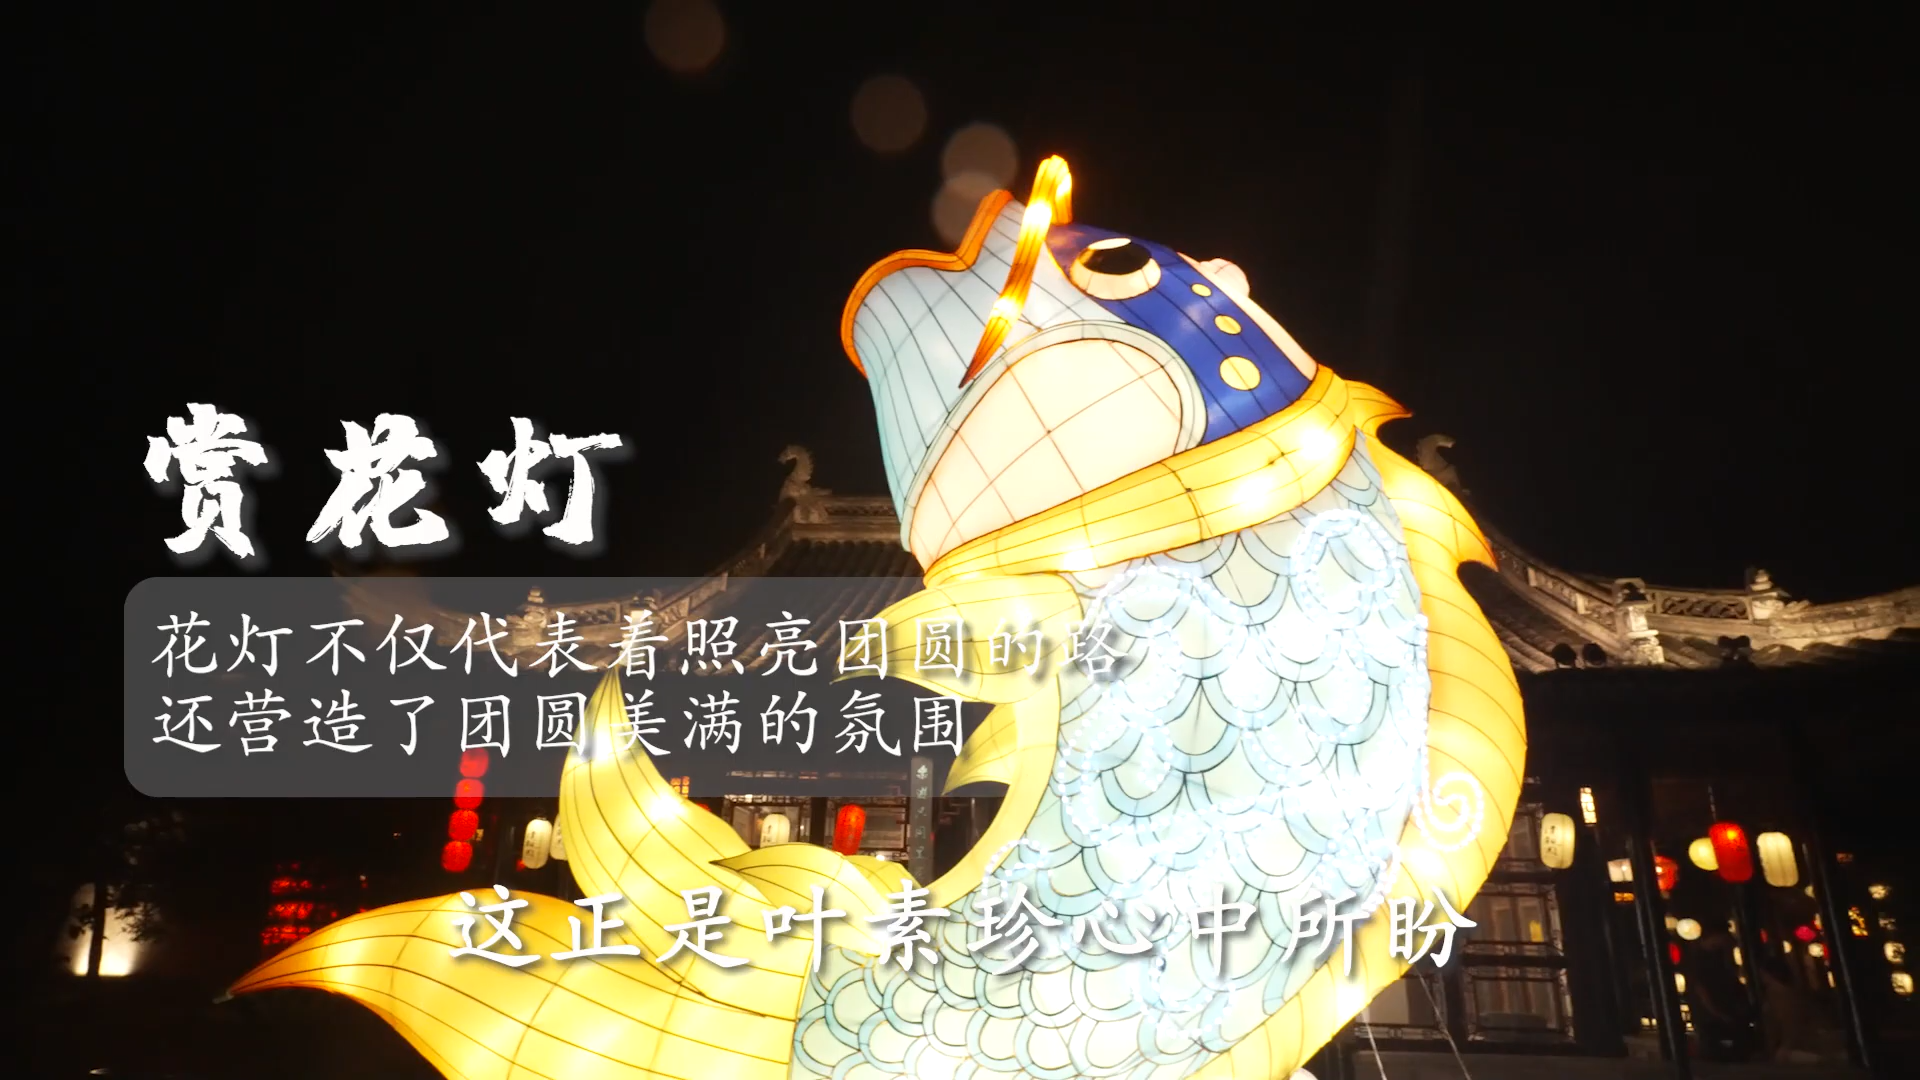 赏花灯
花灯不仅代表着照亮团圆的路
还营造了团圆美满的氛围
这正是叶素珍心中所盼